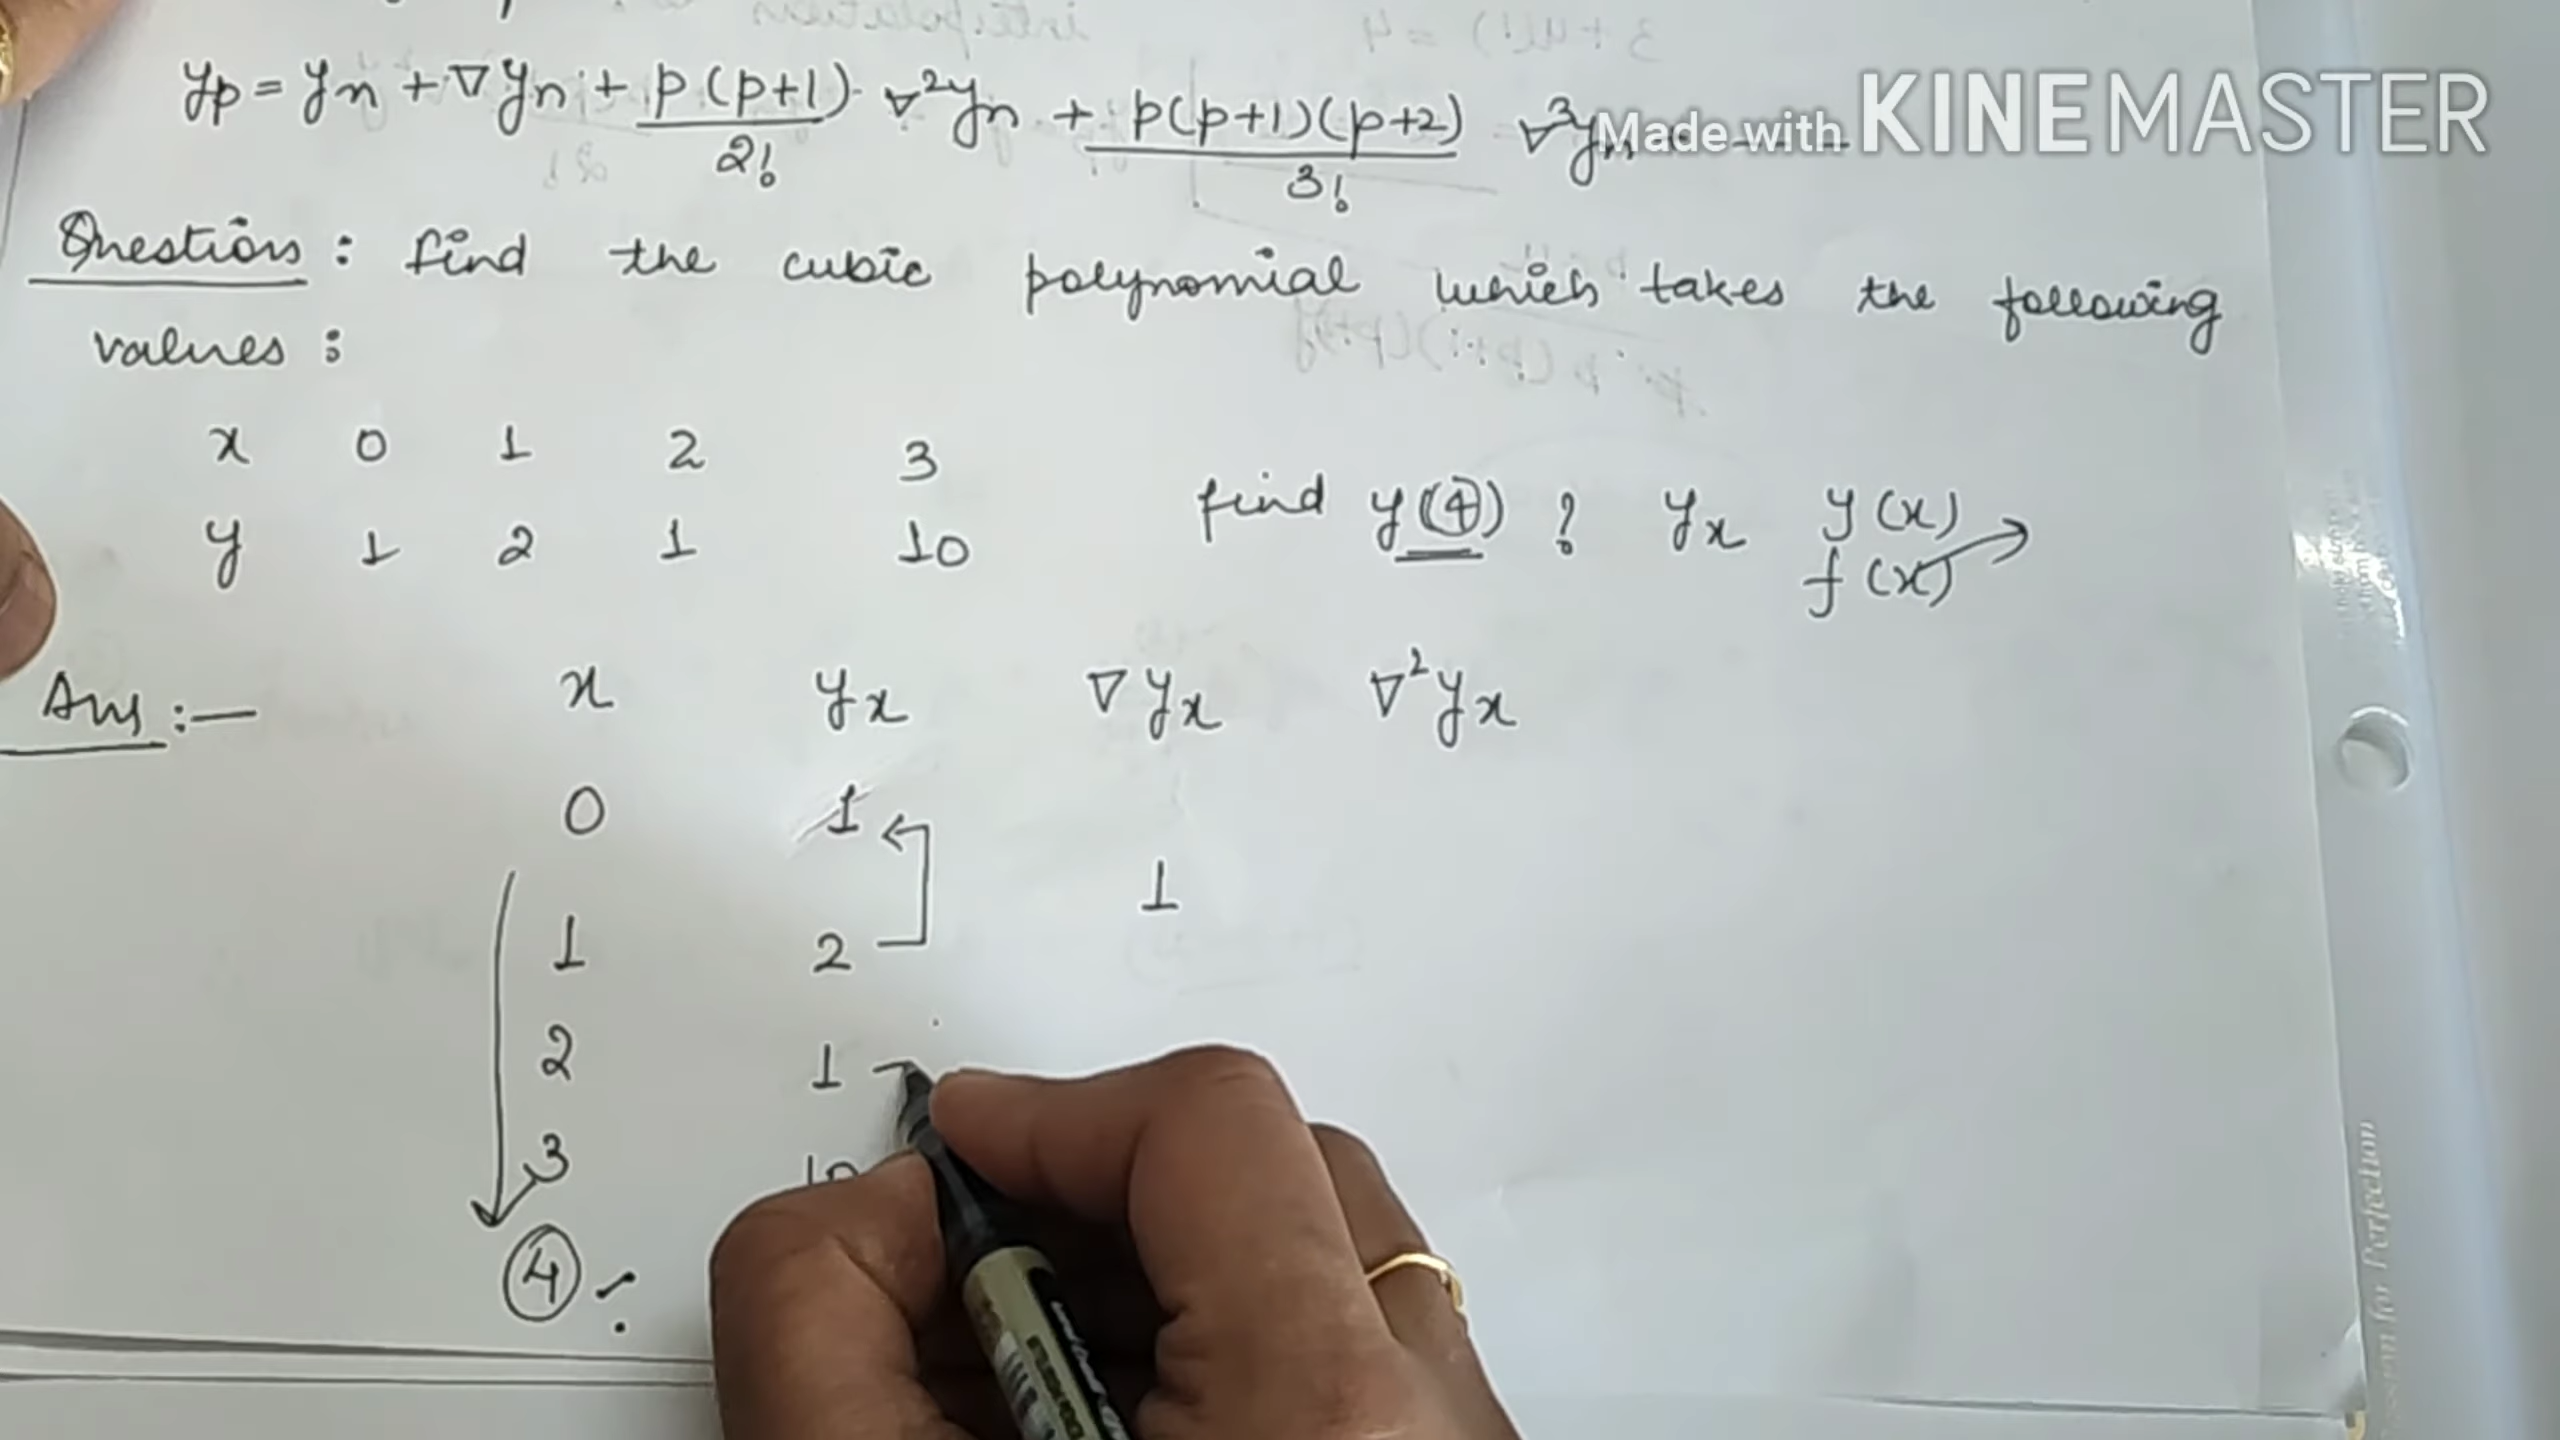 yp = yn + ∇yn + p(p+1)/2! · ∇²yn + p(p+1)(p+2)/3! ∇³yn
Made with KINEMASTER
Question : find the cubic polynomial which takes the following
values :
x 0 1 2 3
y 1 2 1 10
find y(4) ? yx y(x)
f(x)
Ans :— x yx ∇yx ∇²yx
0 1
1
1 2
2 1
3 10
4